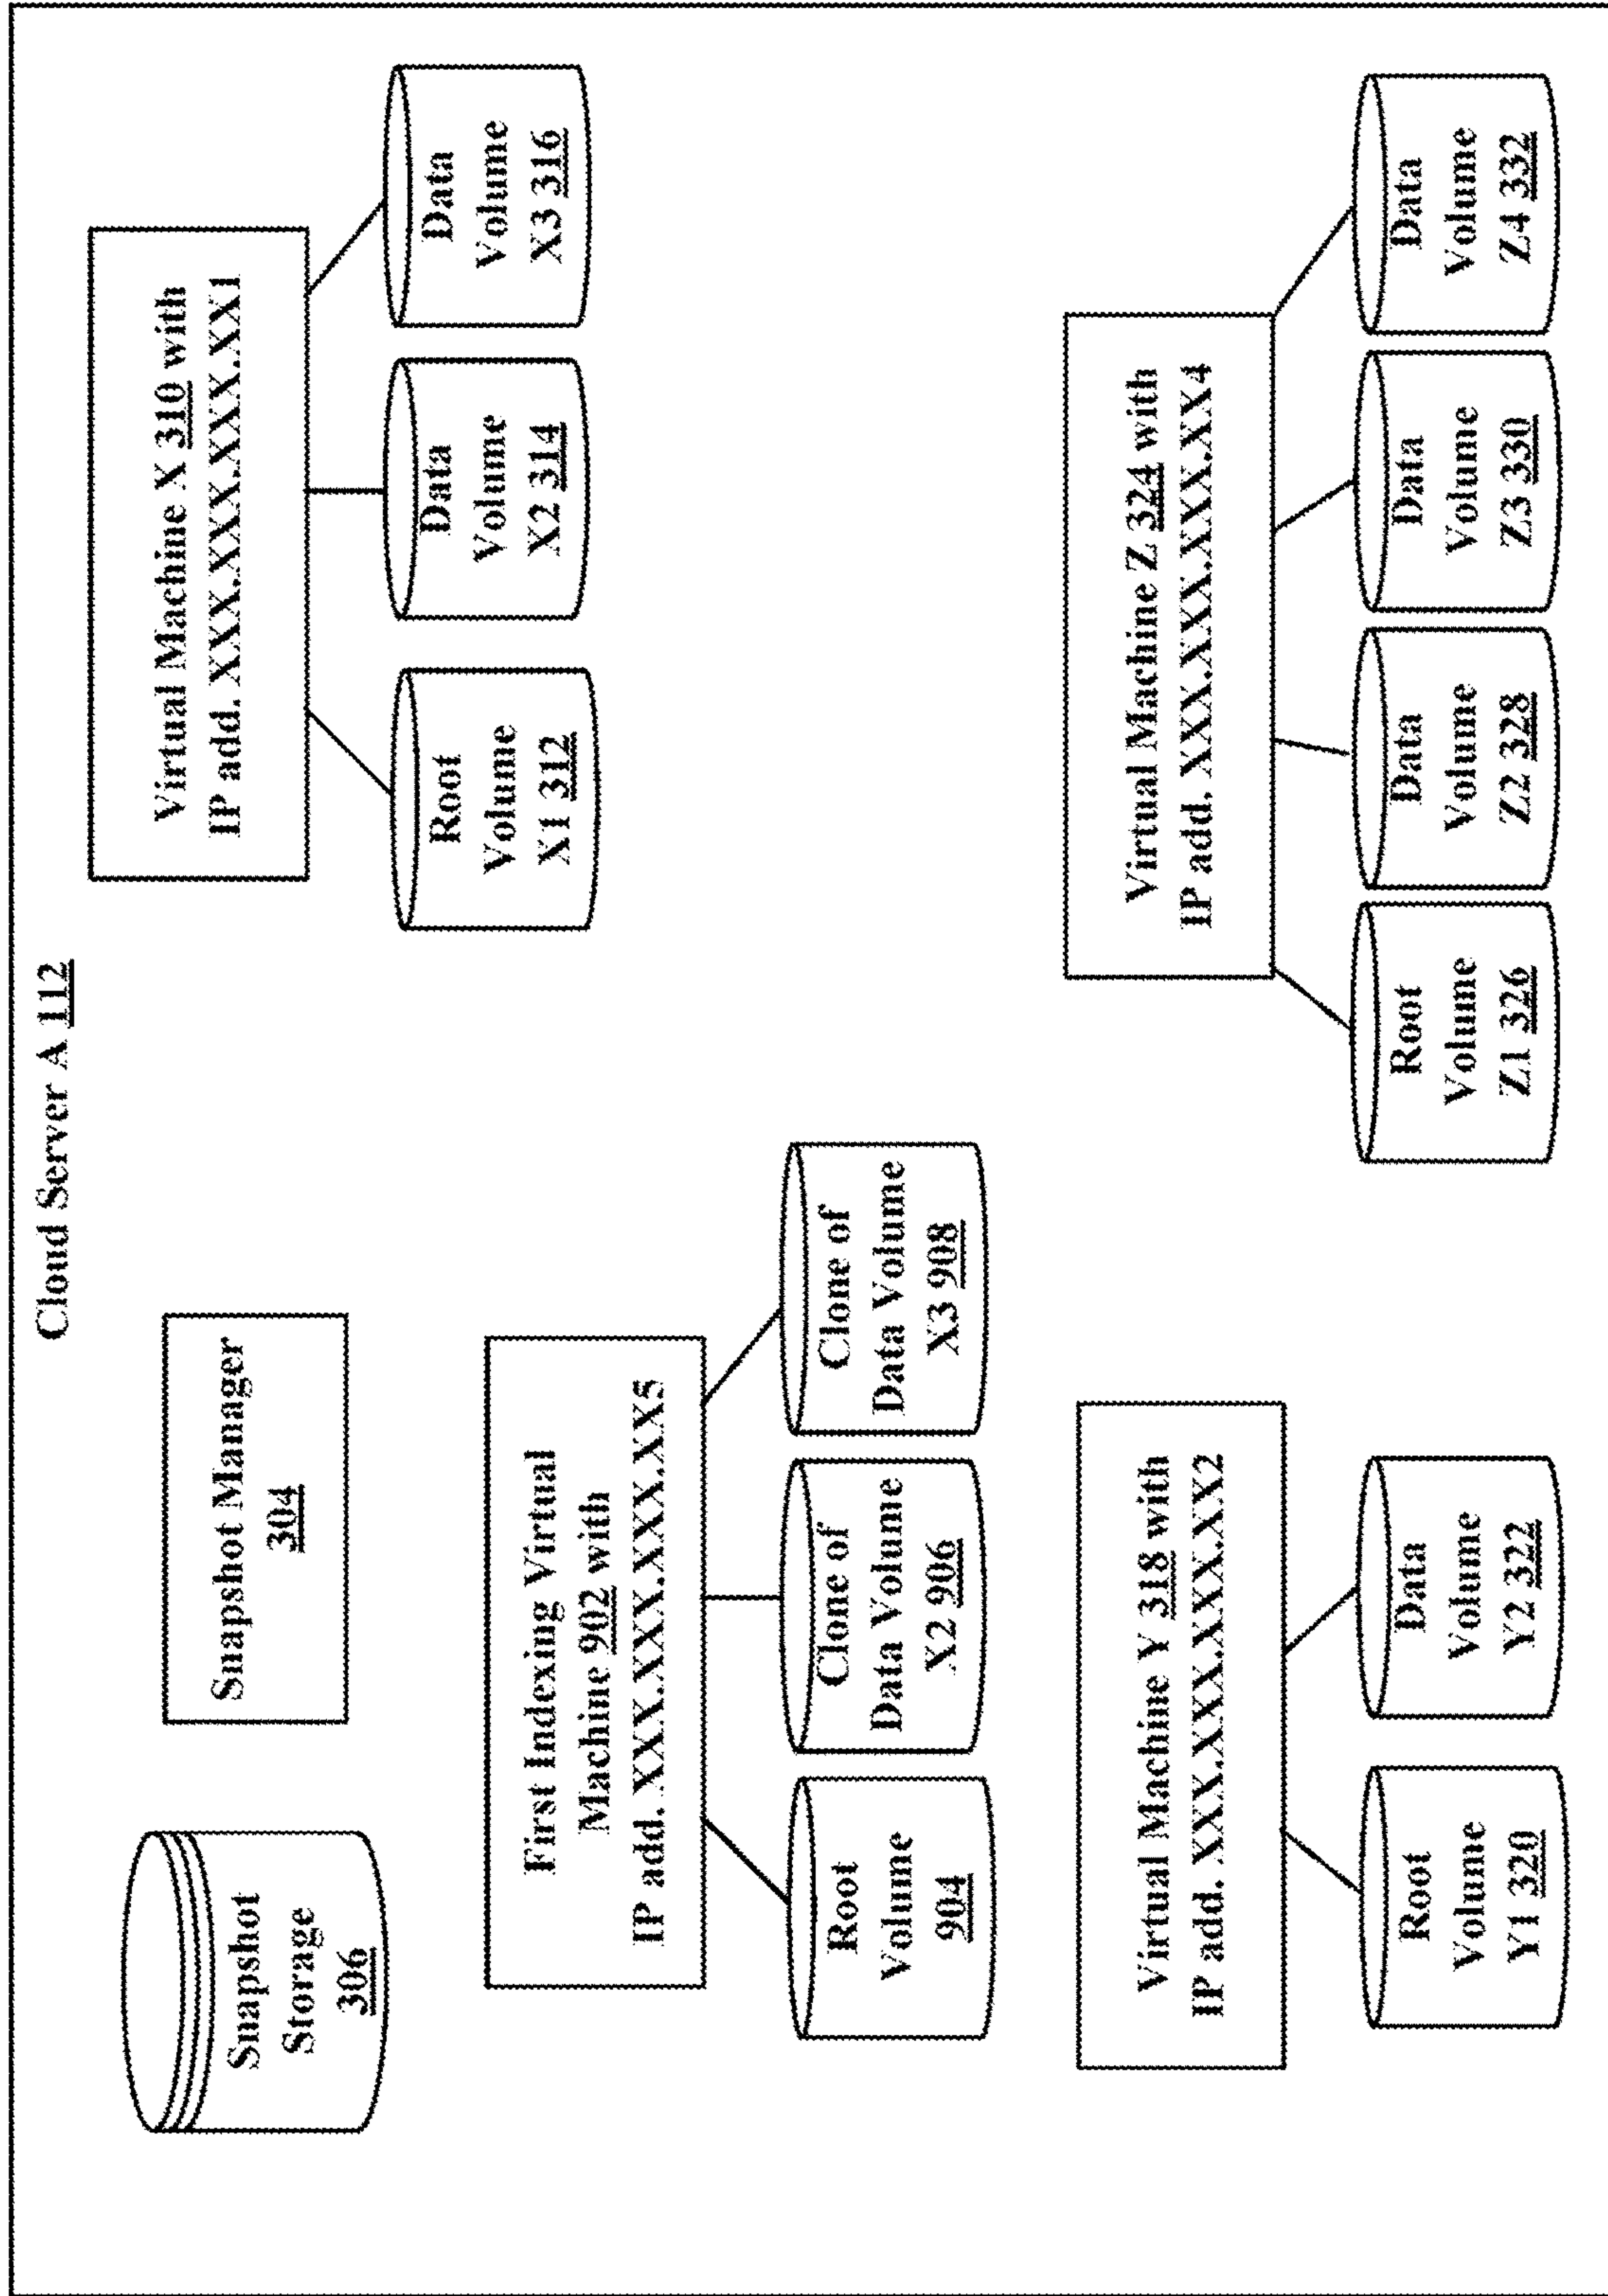 Cloud Server A 112
Snapshot
Storage
306
Snapshot Manager
304
Virtual Machine X 310 with
IP add. XXX.XXX.XXX.XX1
Root
Volume
X1 312
Data
Volume
X2 314
Data
Volume
X3 316
First Indexing Virtual
Machine 902 with
IP add. XXX.XXX.XXX.XX5
Root
Volume
904
Clone of
Data Volume
X2 906
Clone of
Data Volume
X3 908
Virtual Machine Y 318 with
IP add. XXX.XXX.XXX.XX2
Root
Volume
Y1 320
Data
Volume
Y2 322
Virtual Machine Z 324 with
IP add. XXX.XXX.XXX.XX4
Root
Volume
Z1 326
Data
Volume
Z2 328
Data
Volume
Z3 330
Data
Volume
Z4 332